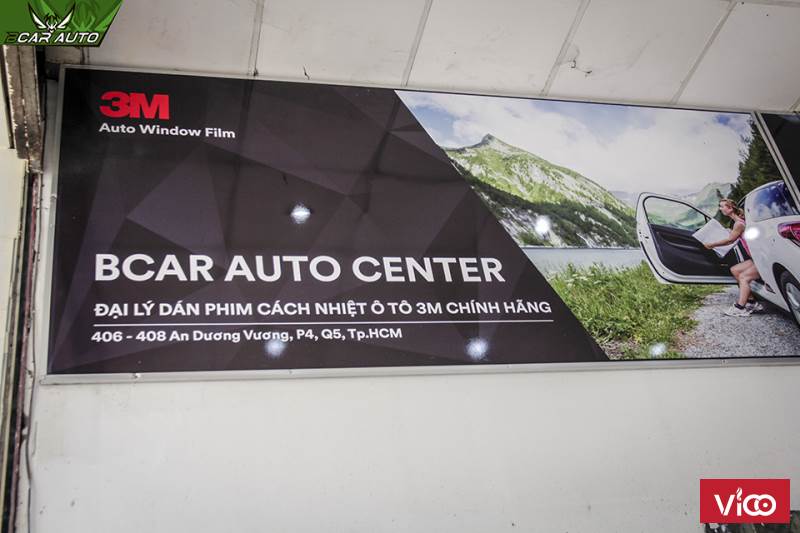 BCAR AUTO
3M
Auto Window Film
BCAR AUTO CENTER
ĐẠI LÝ DÁN PHIM CÁCH NHIỆT Ô TÔ 3M CHÍNH HÃNG
406 - 408 An Dương Vương, P4, Q5, Tp.HCM
ViCO